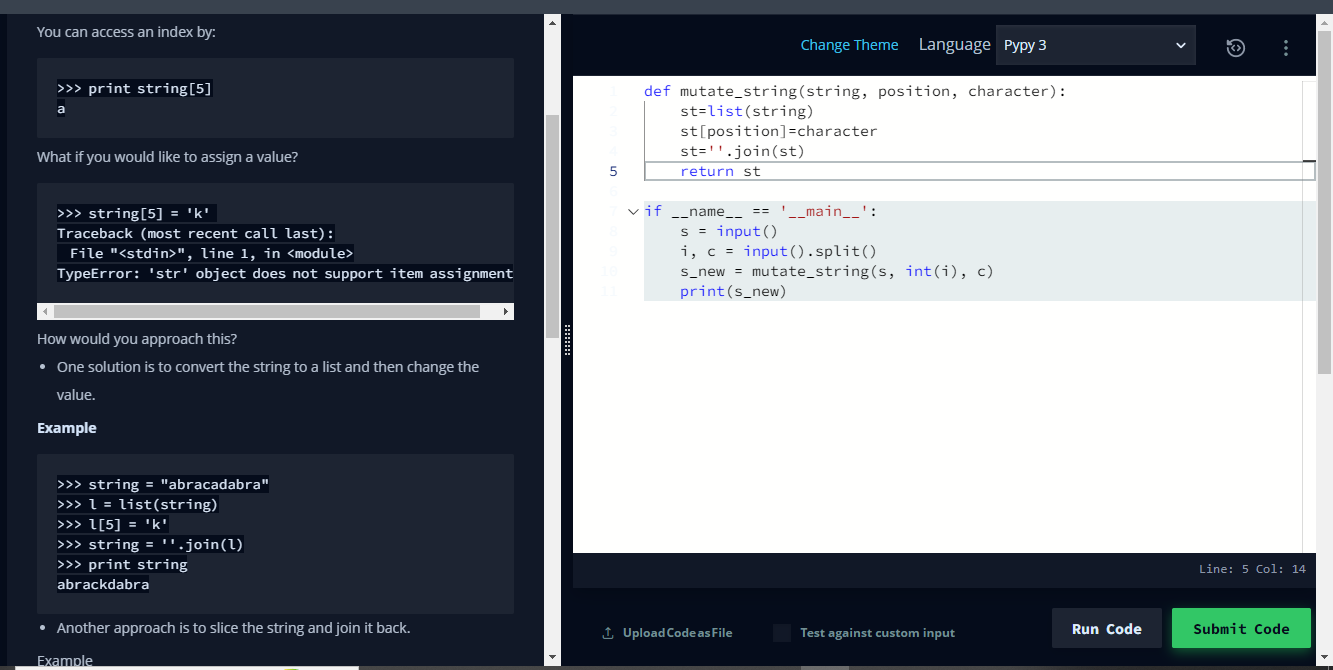 You can access an index by:
>>> print string[5]
a
What if you would like to assign a value?
>>> string[5] = 'k'
Traceback (most recent call last):
  File "<stdin>", line 1, in <module>
TypeError: 'str' object does not support item assignment
How would you approach this?
• One solution is to convert the string to a list and then change the
value.
Example
>>> string = "abracadabra"
>>> l = list(string)
>>> l[5] = 'k'
>>> string = ''.join(l)
>>> print string
abrackdabra
• Another approach is to slice the string and join it back.
Example
Change Theme Language Pypy 3
1 def mutate_string(string, position, character):
2     st=list(string)
3     st[position]=character
4     st=''.join(st)
5     return st
6
7 if __name__ == '__main__':
8     s = input()
9     i, c = input().split()
10     s_new = mutate_string(s, int(i), c)
11     print(s_new)
Line: 5 Col: 14
Upload Code as File Test against custom input Run Code Submit Code